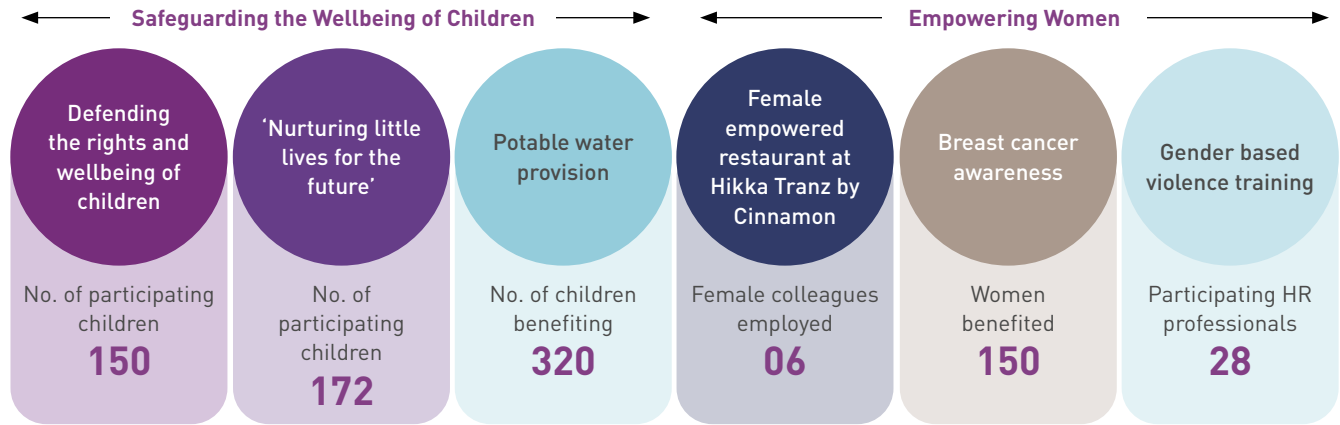 Safeguarding the Wellbeing of Children
Empowering Women
Defending
the rights and
wellbeing of
children
No. of participating
children
150
‘Nurturing little
lives for the
future’
No. of
participating
children
172
Potable water
provision
No. of children
benefiting
320
Female
empowered
restaurant at
Hikka Tranz by
Cinnamon
Female colleagues
employed
06
Breast cancer
awareness
Women
benefited
150
Gender based
violence training
Participating HR
professionals
28